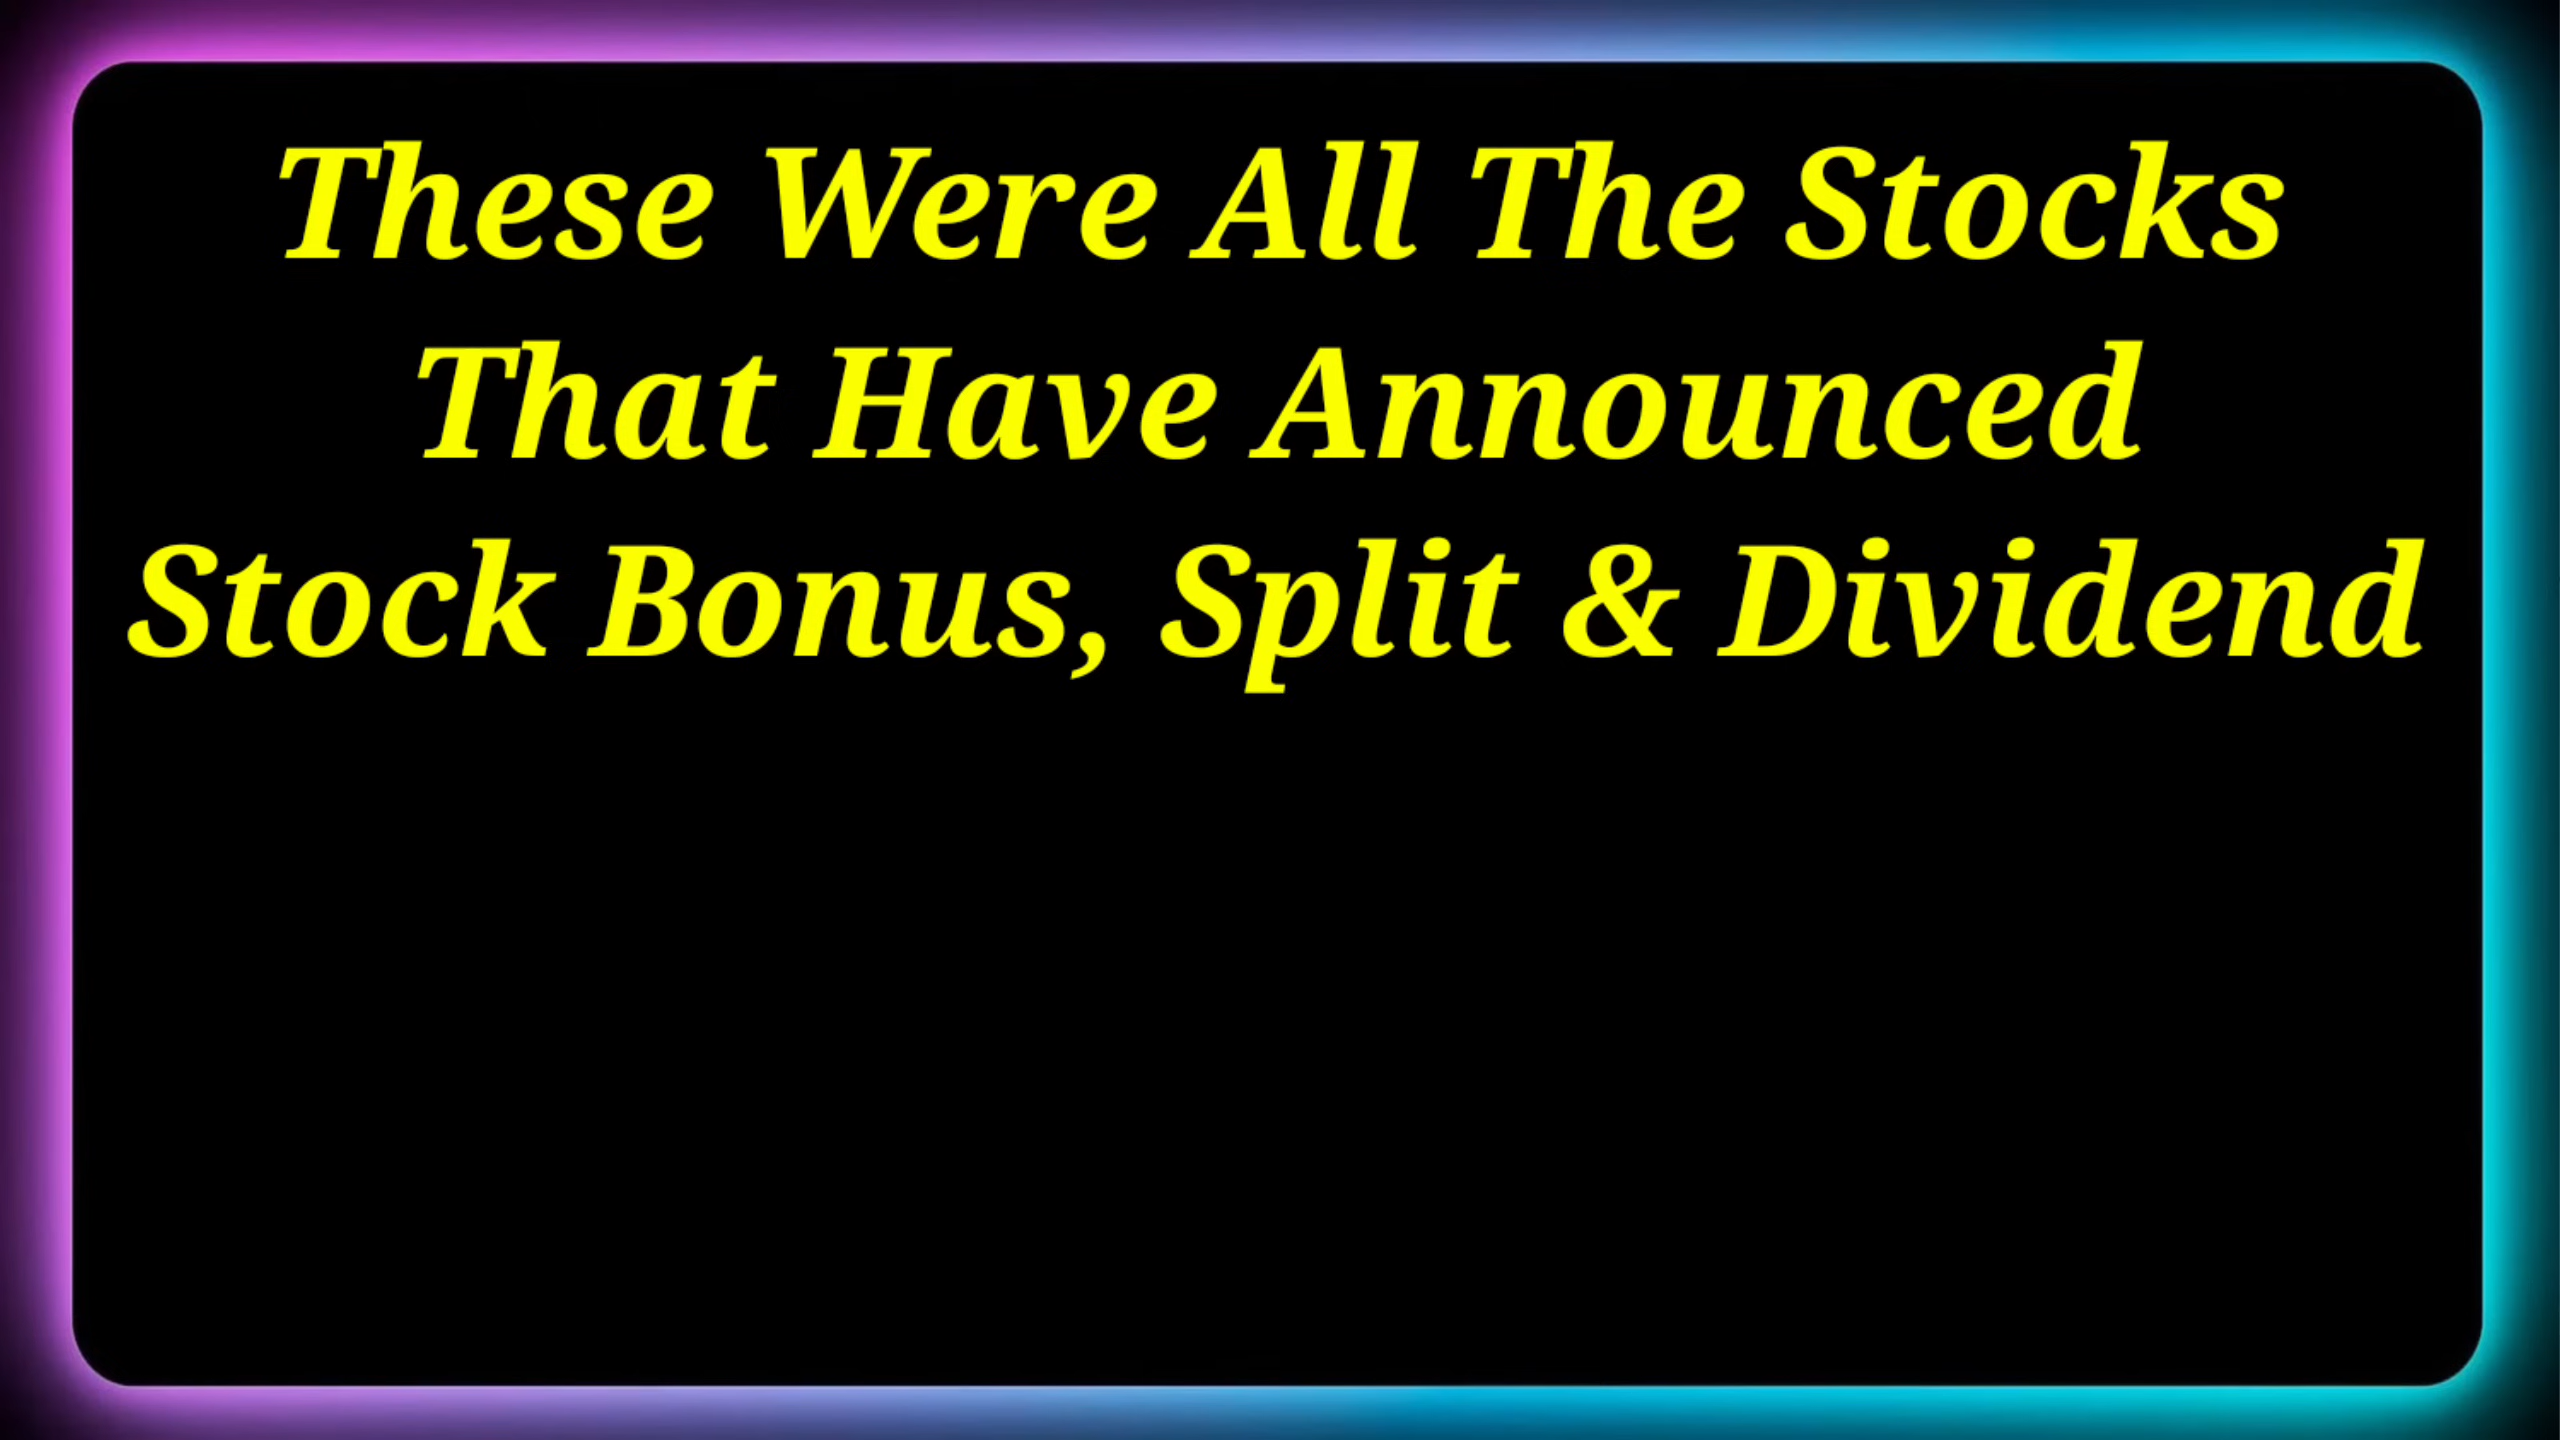 These Were All The Stocks
That Have Announced
Stock Bonus, Split & Dividend